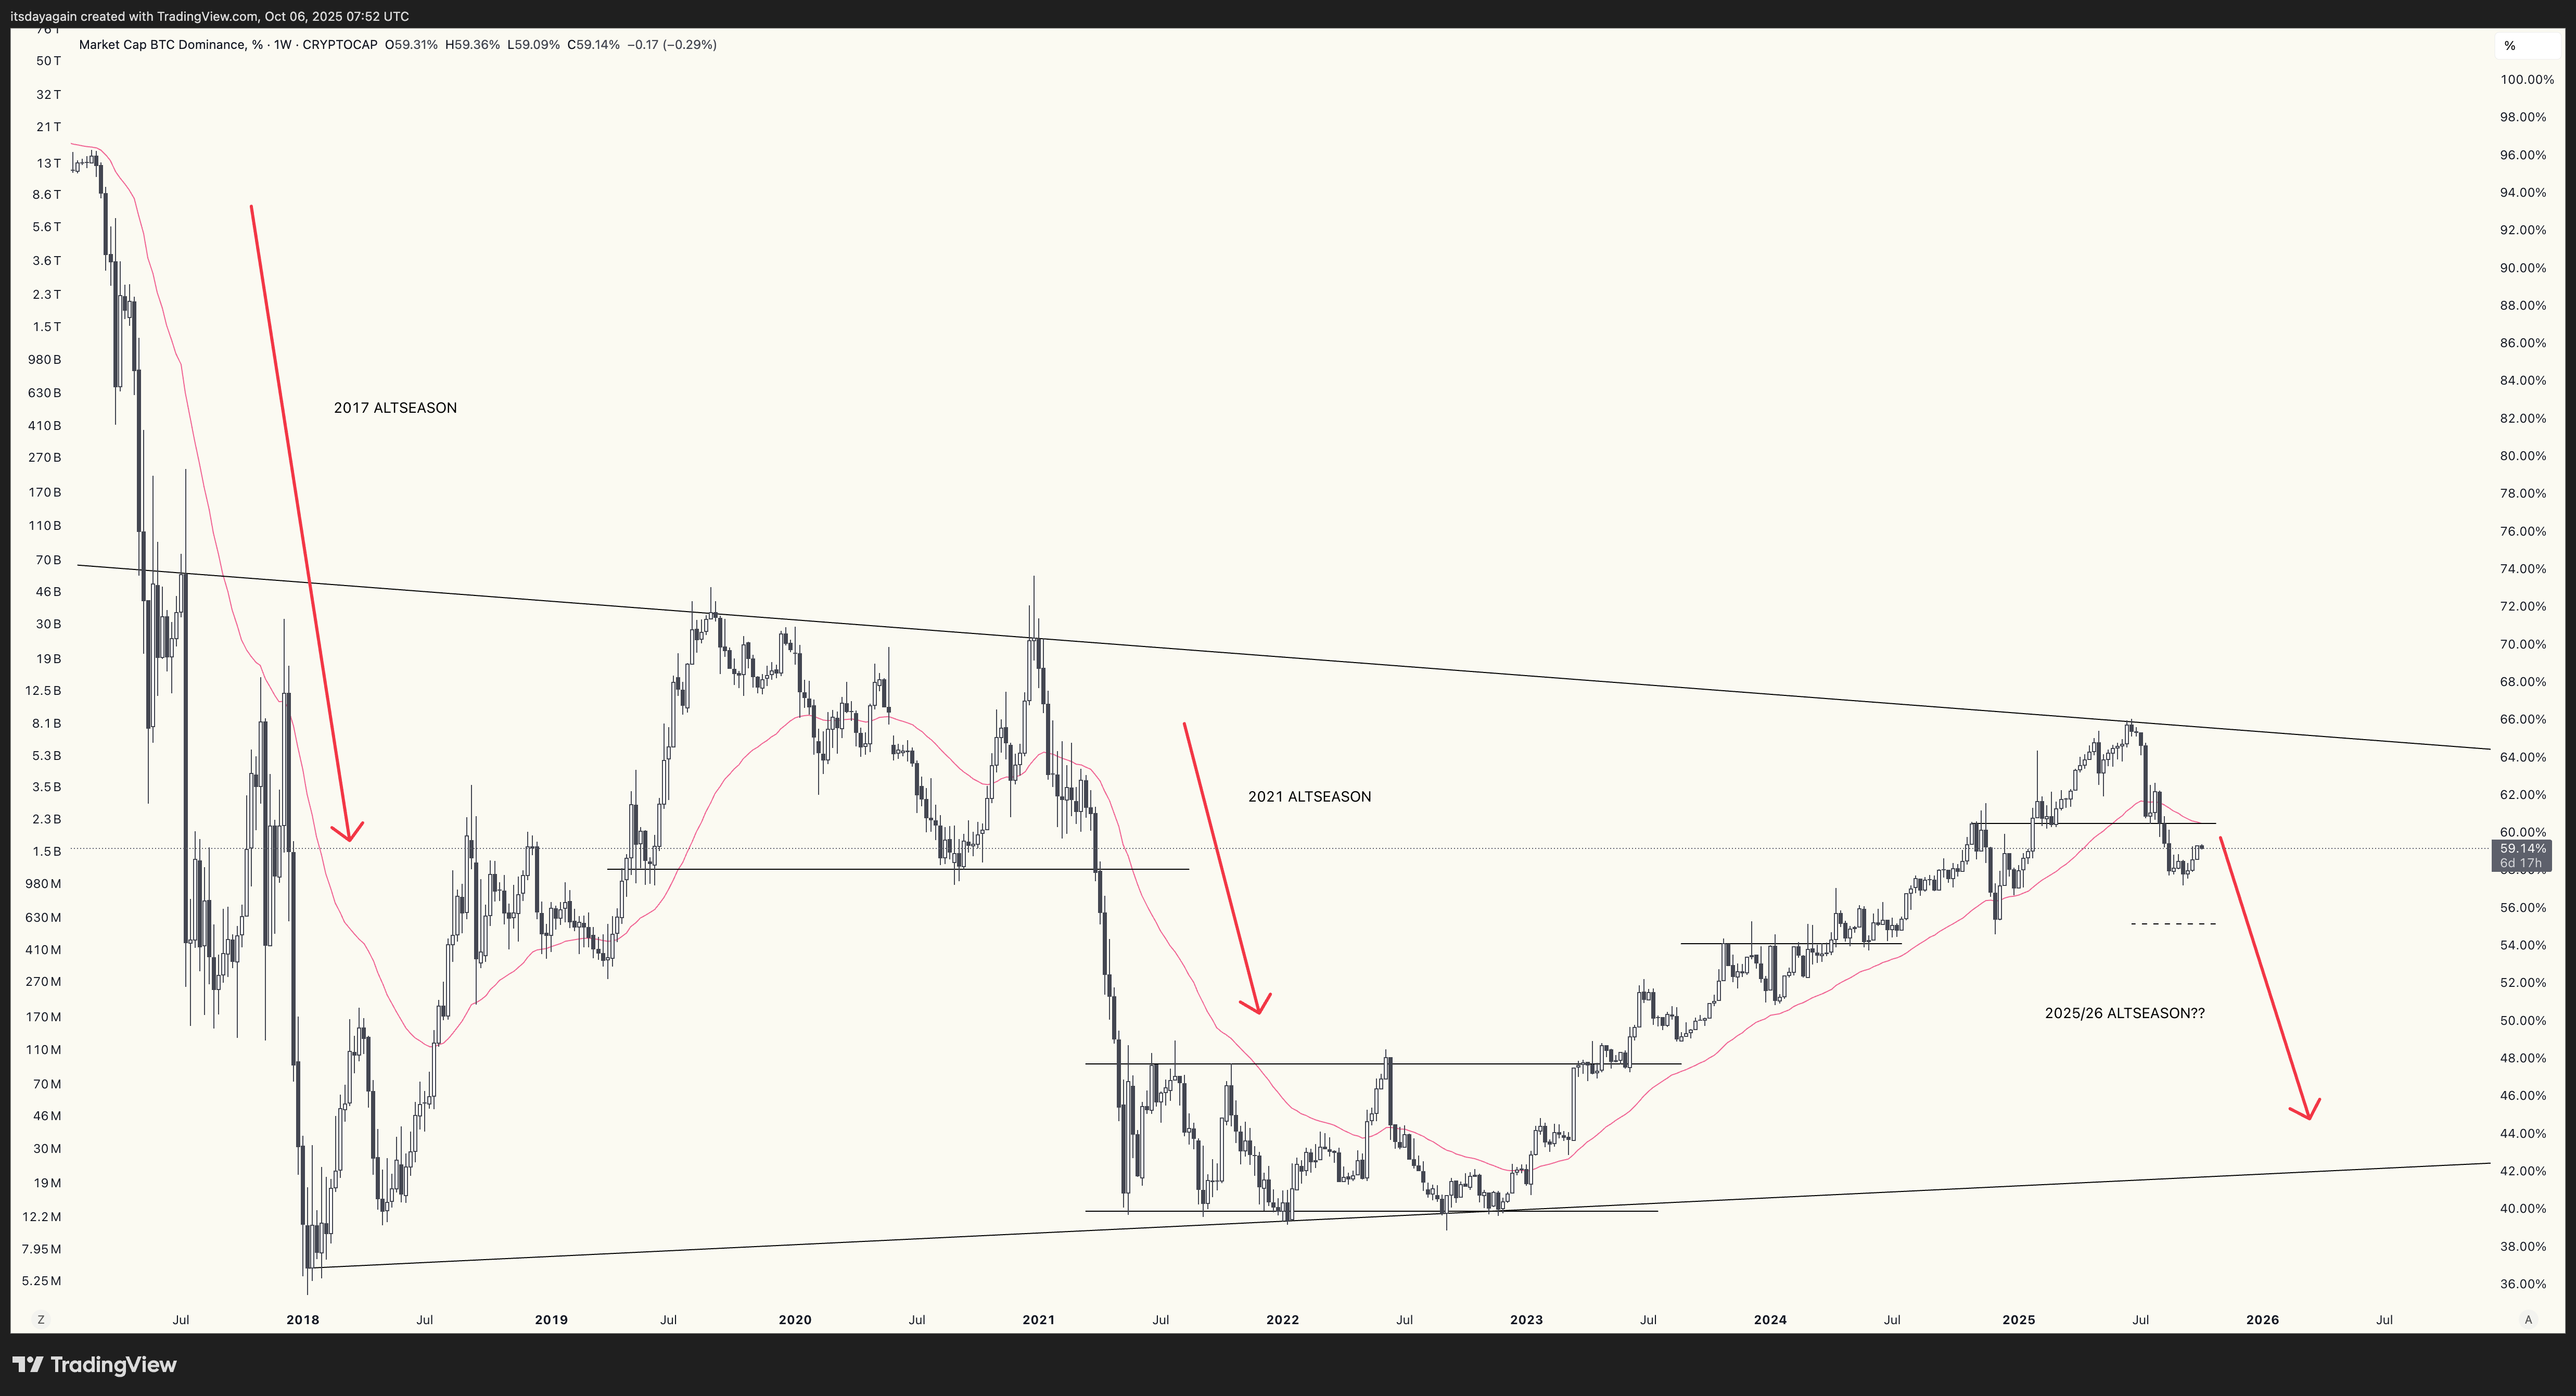 itsdayagain created with TradingView.com, Oct 06, 2025 07:52 UTC
Market Cap BTC Dominance, % · 1W · CRYPTOCAP O59.31% H59.36% L59.09% C59.14% −0.17 (−0.29%)
%
76 T
50 T
32 T
21 T
13 T
8.6 T
5.6 T
3.6 T
2.3 T
1.5 T
980 B
630 B
410 B
270 B
170 B
110 B
70 B
46 B
30 B
19 B
12.5 B
8.1 B
5.3 B
3.5 B
2.3 B
1.5 B
980 M
630 M
410 M
270 M
170 M
110 M
70 M
46 M
30 M
19 M
12.2 M
7.95 M
5.25 M
2017 ALTSEASON
2021 ALTSEASON
2025/26 ALTSEASON??
100.00%
98.00%
96.00%
94.00%
92.00%
90.00%
88.00%
86.00%
84.00%
82.00%
80.00%
78.00%
76.00%
74.00%
72.00%
70.00%
68.00%
66.00%
64.00%
62.00%
60.00%
59.14%
6d 17h
56.00%
54.00%
52.00%
50.00%
48.00%
46.00%
44.00%
42.00%
40.00%
38.00%
36.00%
Z Jul 2018 Jul 2019 Jul 2020 Jul 2021 Jul 2022 Jul 2023 Jul 2024 Jul 2025 Jul 2026 Jul A
TradingView